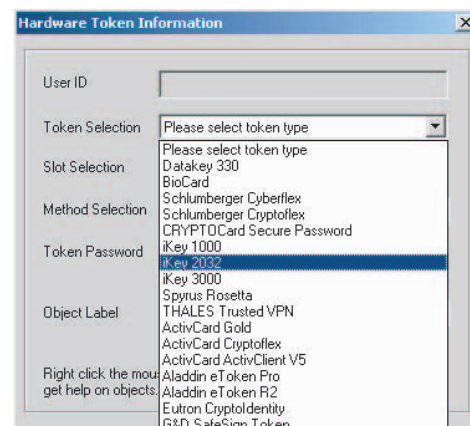 Hardware Token Information
User ID
Token Selection
Please select token type
Please select token type
Datakey 330
BioCard
Schlumberger Cyberflex
Schlumberger Cryptoflex
CRYPTOCard Secure Password
iKey 1000
iKey 2032
iKey 3000
Spyrus Rosetta
THALES Trusted VPN
ActivCard Gold
ActivCard Cryptoflex
ActivCard ActivClient V5
Aladdin eToken Pro
Aladdin eToken R2
Eutron CryptoIdentity
G&D SafeSign Token
Slot Selection
Method Selection
Token Password
Object Label
Right click the mou
get help on objects.